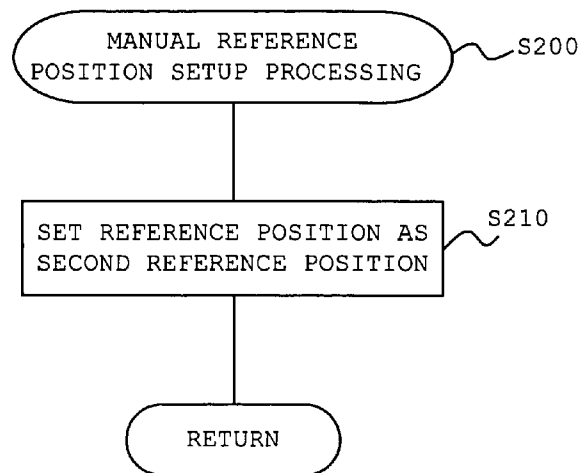 MANUAL REFERENCE
POSITION SETUP PROCESSING
S200
SET REFERENCE POSITION AS
SECOND REFERENCE POSITION
S210
RETURN